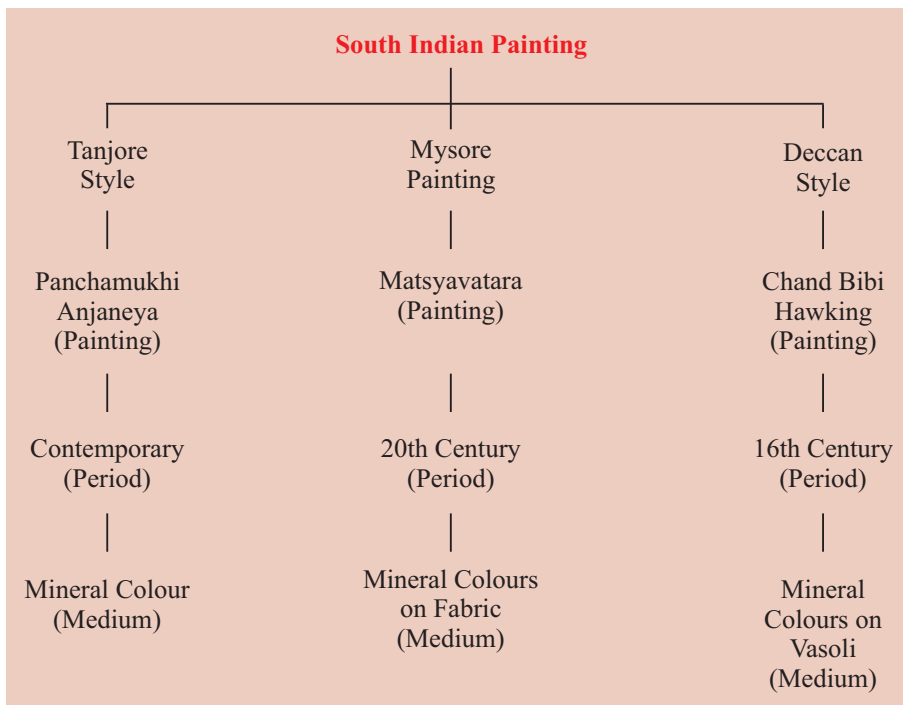 South Indian Painting
Tanjore
Style
Panchamukhi
Anjaneya
(Painting)
Contemporary
(Period)
Mineral Colour
(Medium)
Mysore
Painting
Matsyavatara
(Painting)
20th Century
(Period)
Mineral Colours
on Fabric
(Medium)
Deccan
Style
Chand Bibi
Hawking
(Painting)
16th Century
(Period)
Mineral
Colours on
Vasoli
(Medium)